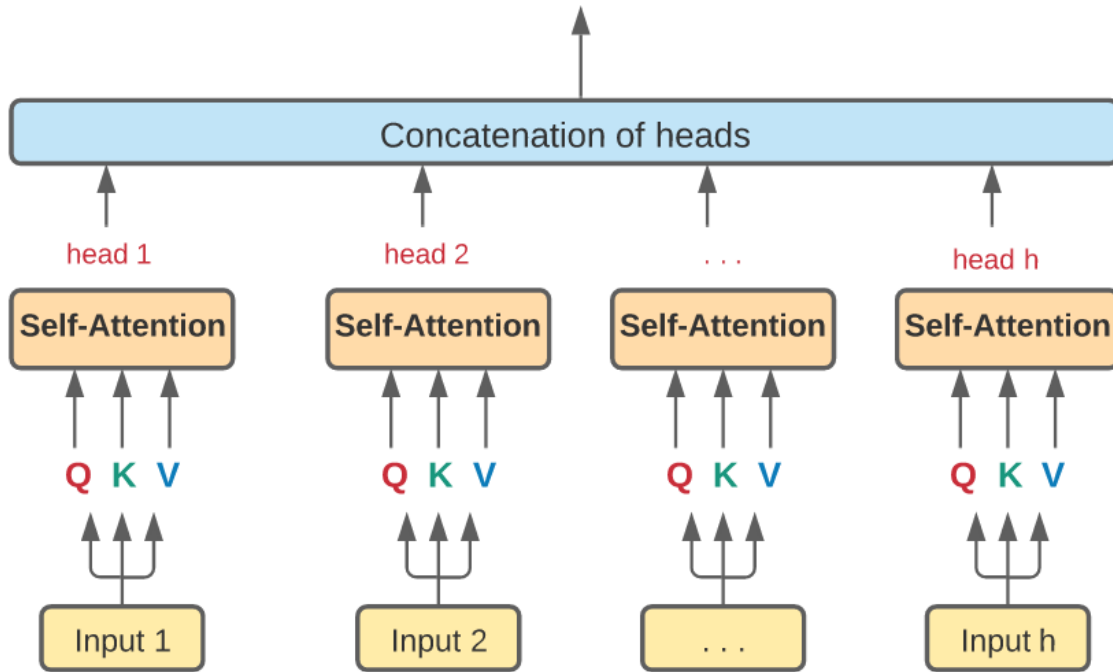 Concatenation of heads
head 1 head 2 . . . head h
Self-Attention Self-Attention Self-Attention Self-Attention
Q K V Q K V Q K V Q K V
Input 1 Input 2 . . . Input h